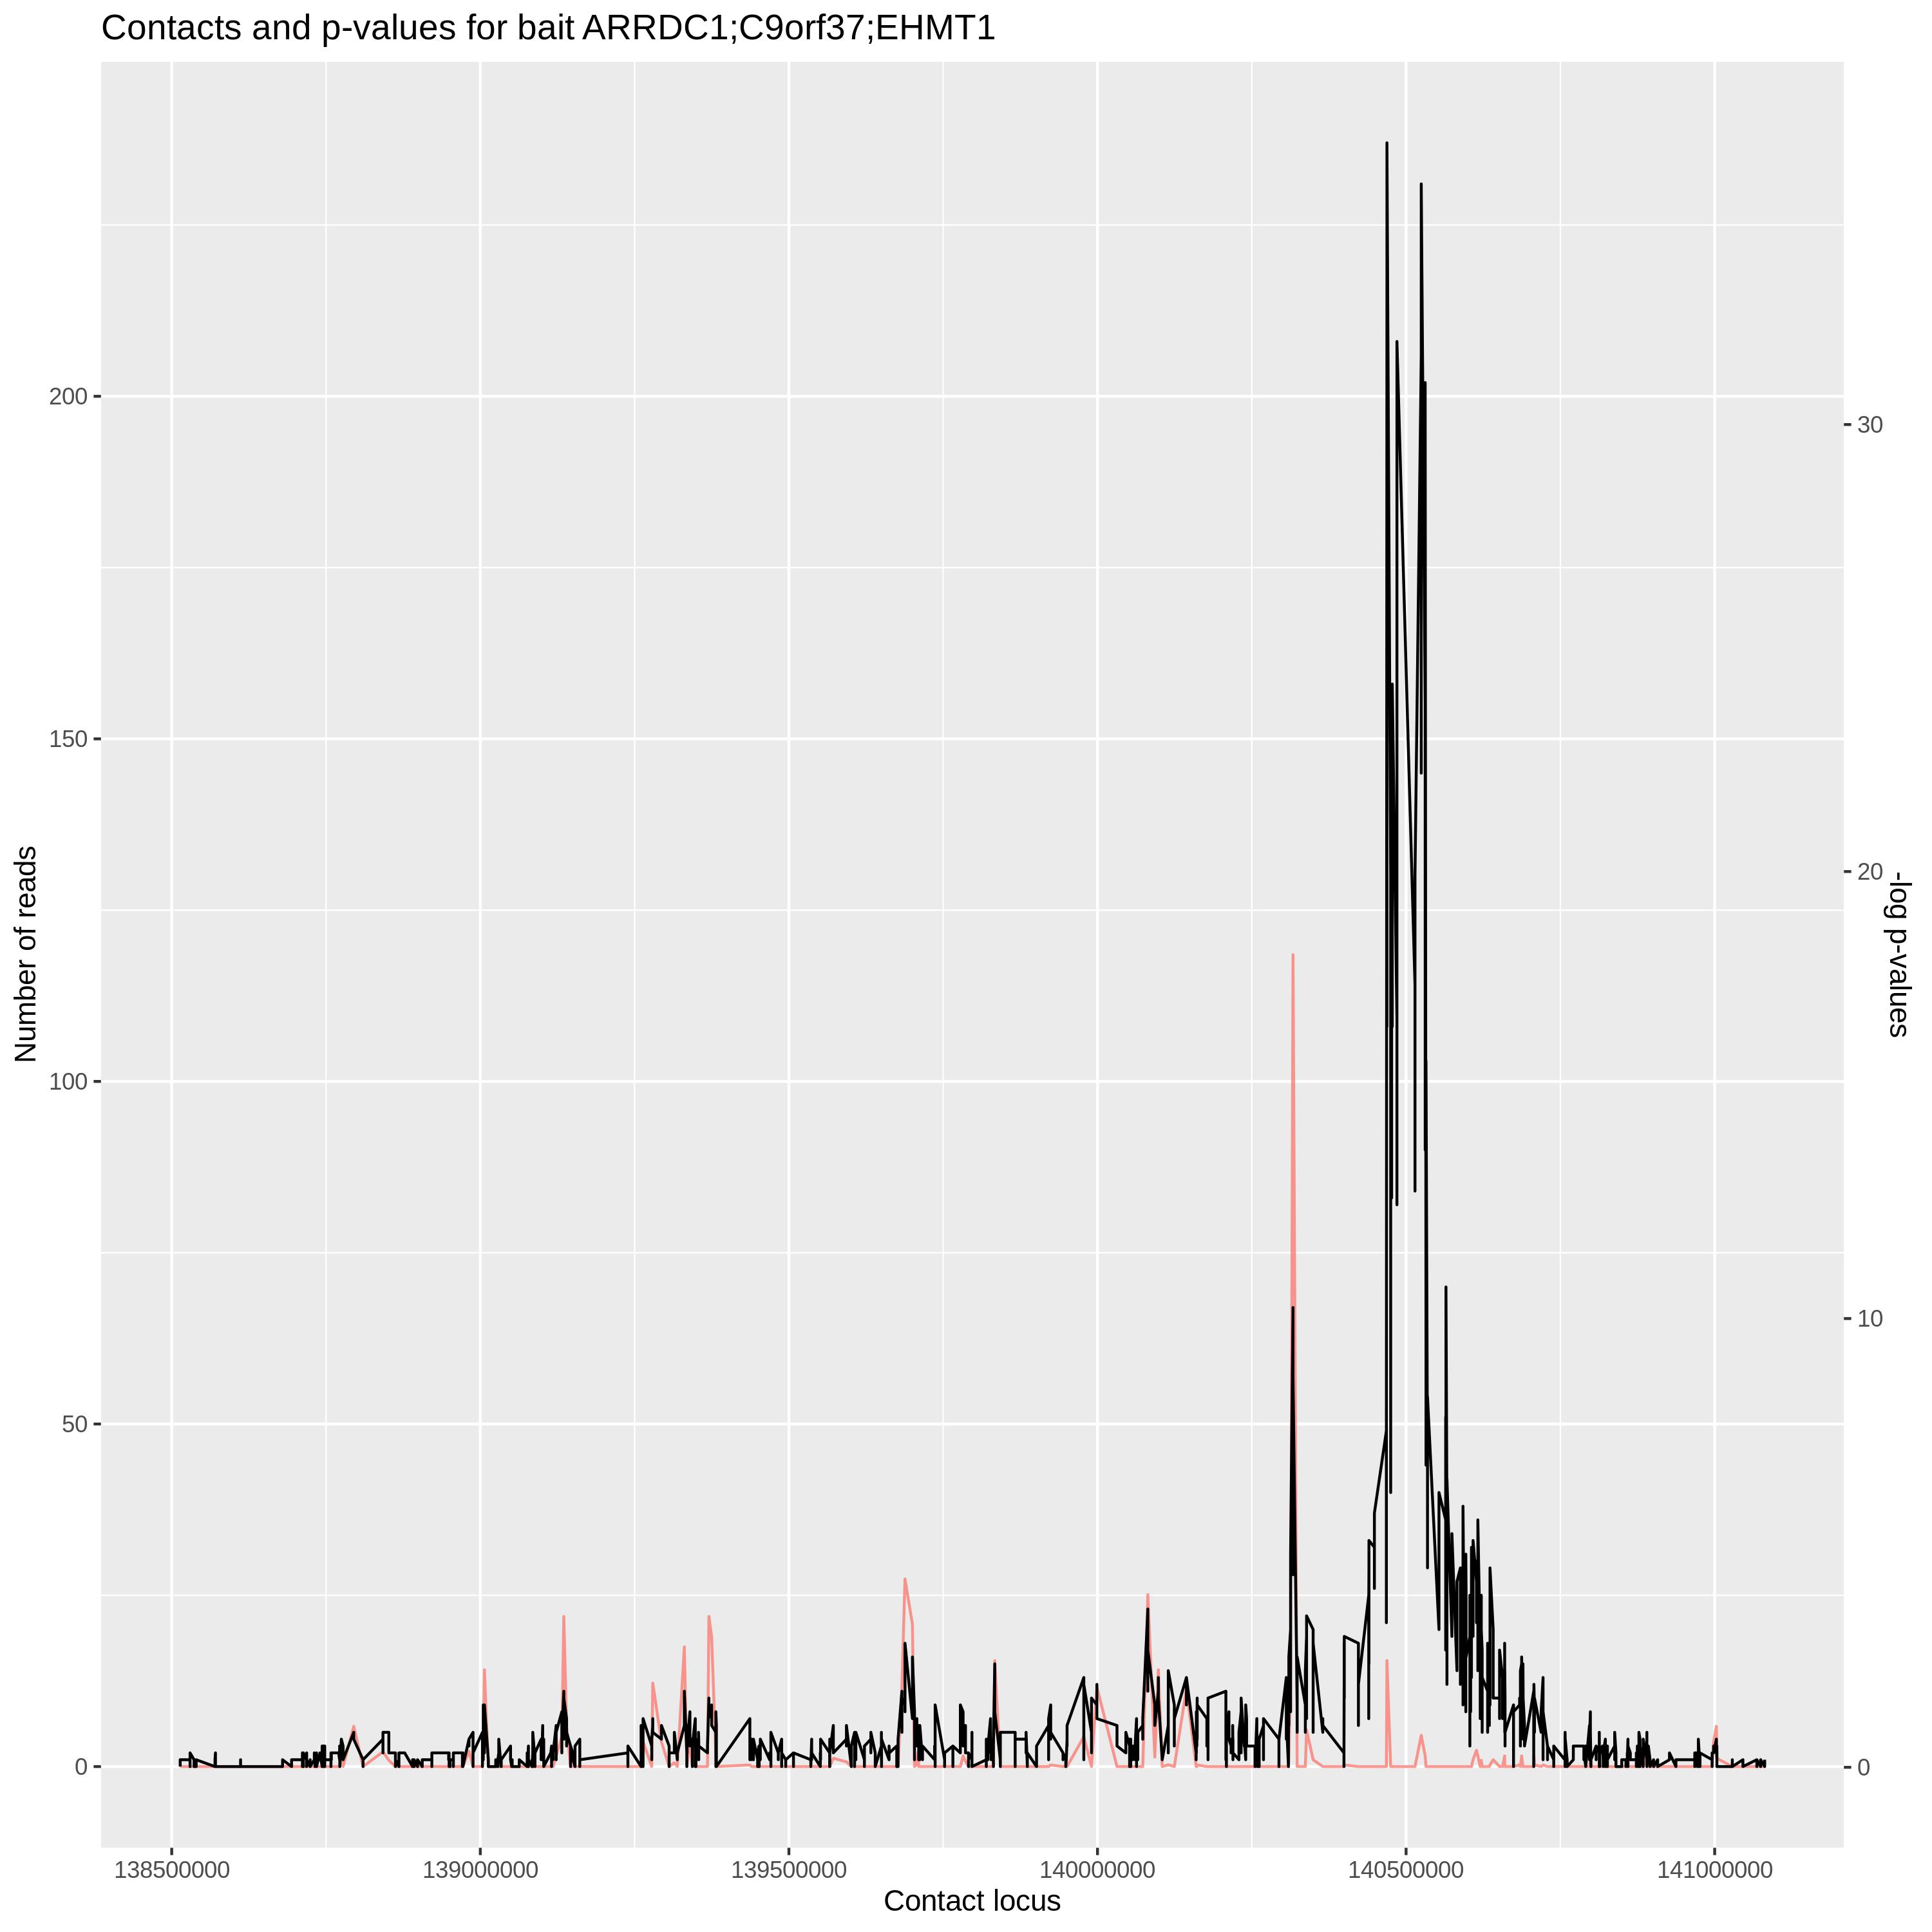 Contacts and p-values for bait ARRDC1;C9orf37;EHMT1
Number of reads
200
150
100
50
0
30
20
10
0
-log p-values
138500000 139000000 139500000 140000000 140500000 141000000
Contact locus